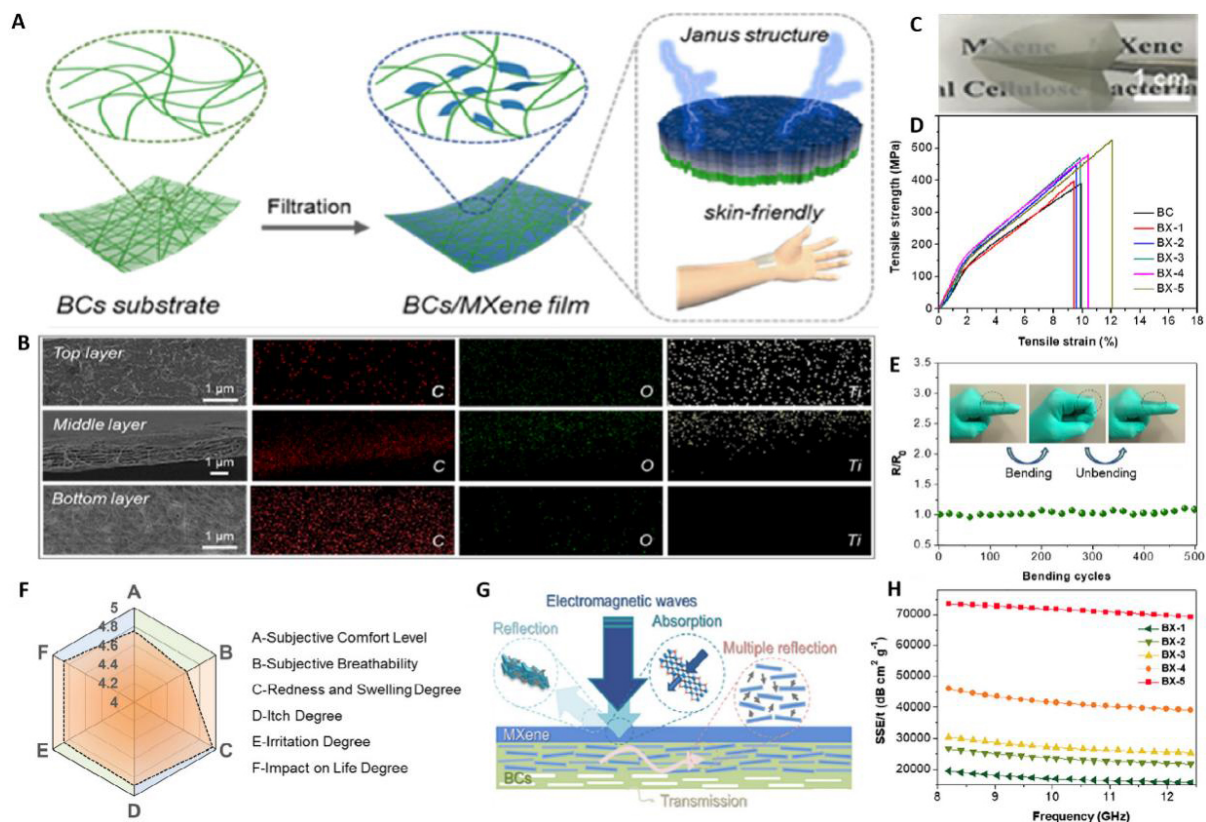 A
Janus structure
Filtration
skin-friendly
BCs substrate
BCs/MXene film
B
Top layer
1 μm
C
O
Ti
Middle layer
1 μm
C
O
Ti
Bottom layer
1 μm
C
O
Ti
C
MXene
Xene
al Cellulose
acteria
1 cm
D
Tensile strength (MPa)
500
400
300
200
100
0
BC
BX-1
BX-2
BX-3
BX-4
BX-5
0 2 4 6 8 10 12 14 16 18
Tensile strain (%)
E
R/R0
3.5
3.0
2.5
2.0
1.5
1.0
0.5
0.0
Bending
Unbending
0 100 200 300 400 500
Bending cycles
F
A
B
C
D
E
F
5
4.8
4.6
4.4
4.2
4
A-Subjective Comfort Level
B-Subjective Breathability
C-Redness and Swelling Degree
D-Itch Degree
E-Irritation Degree
F-Impact on Life Degree
G
Electromagnetic waves
Reflection
Absorption
Multiple reflection
MXene
BCs
Transmission
H
SSE/t (dB cm² g⁻¹)
70000
60000
50000
40000
30000
20000
BX-1
BX-2
BX-3
BX-4
BX-5
8 9 10 11 12
Frequency (GHz)